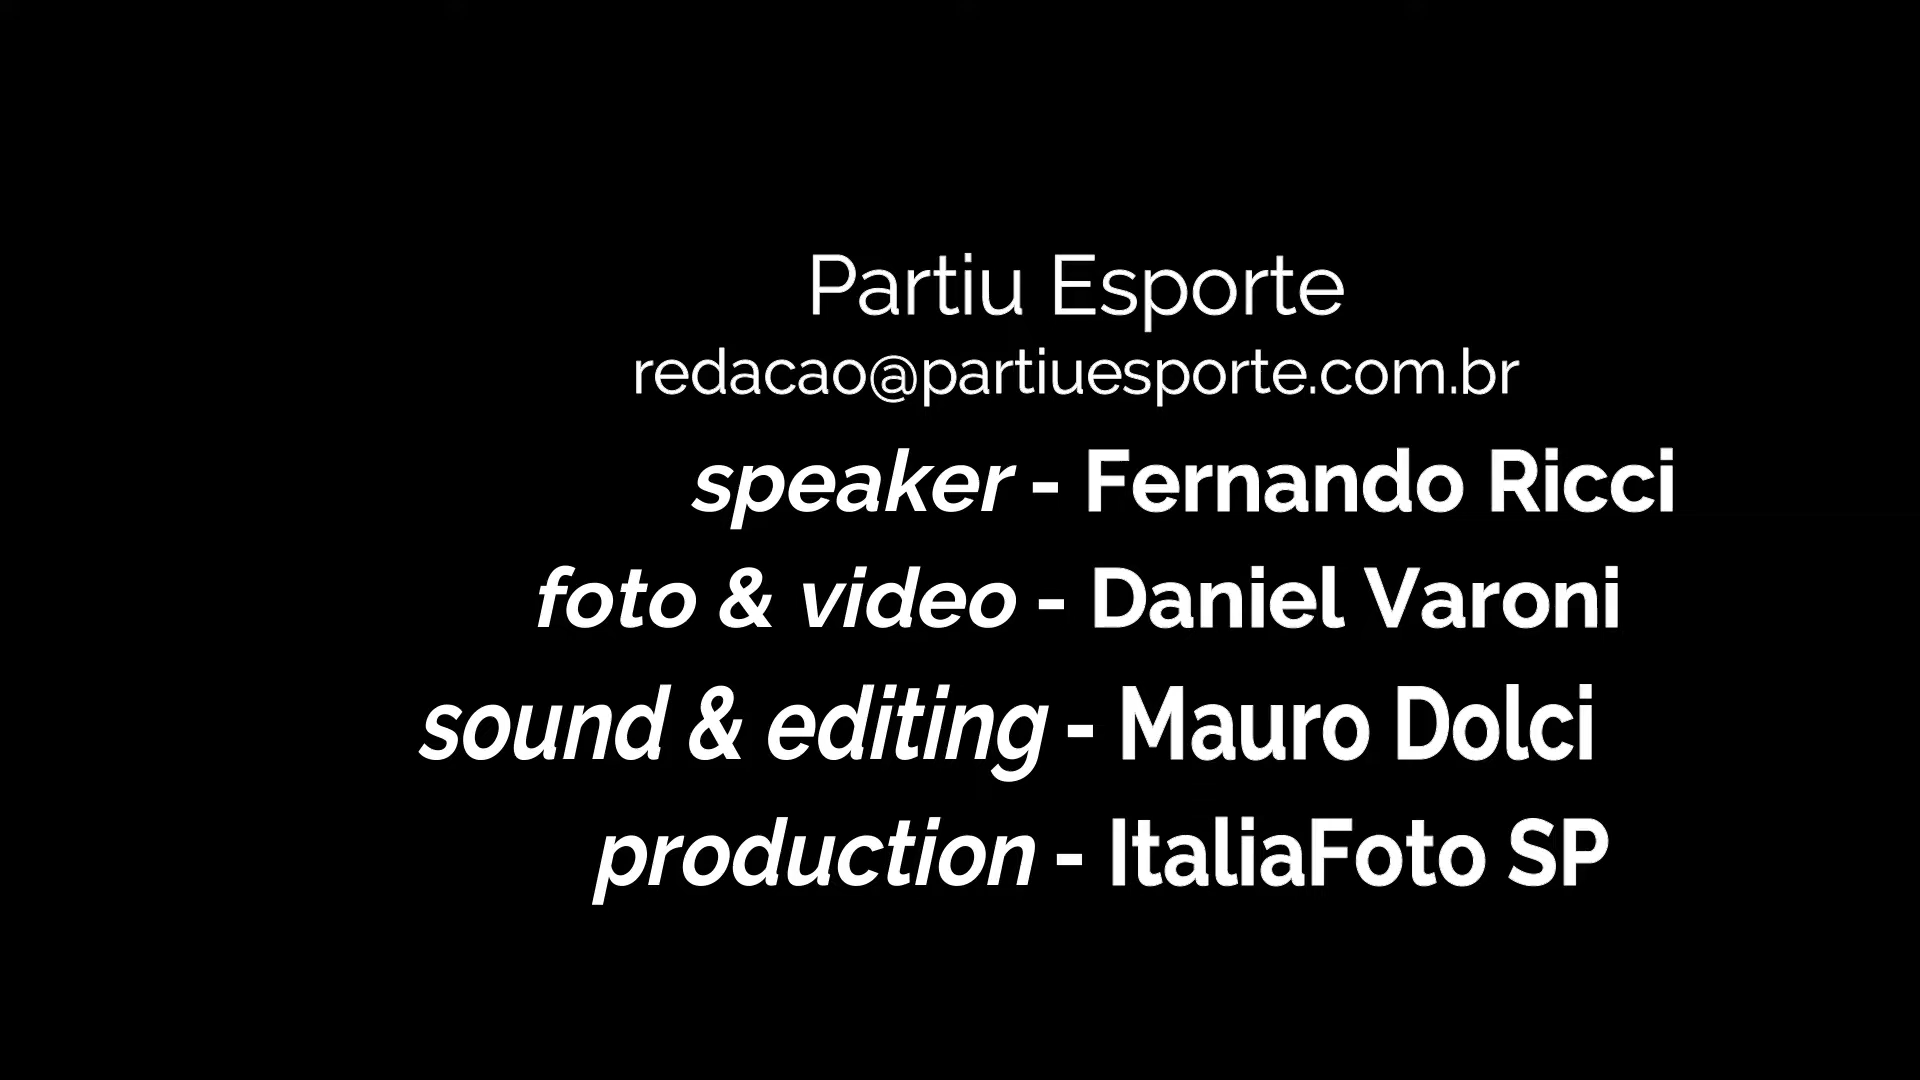 Partiu Esporte
redacao@partiuesporte.com.br
speaker - Fernando Ricci
foto & video - Daniel Varoni
sound & editing - Mauro Dolci
production - ItaliaFoto SP